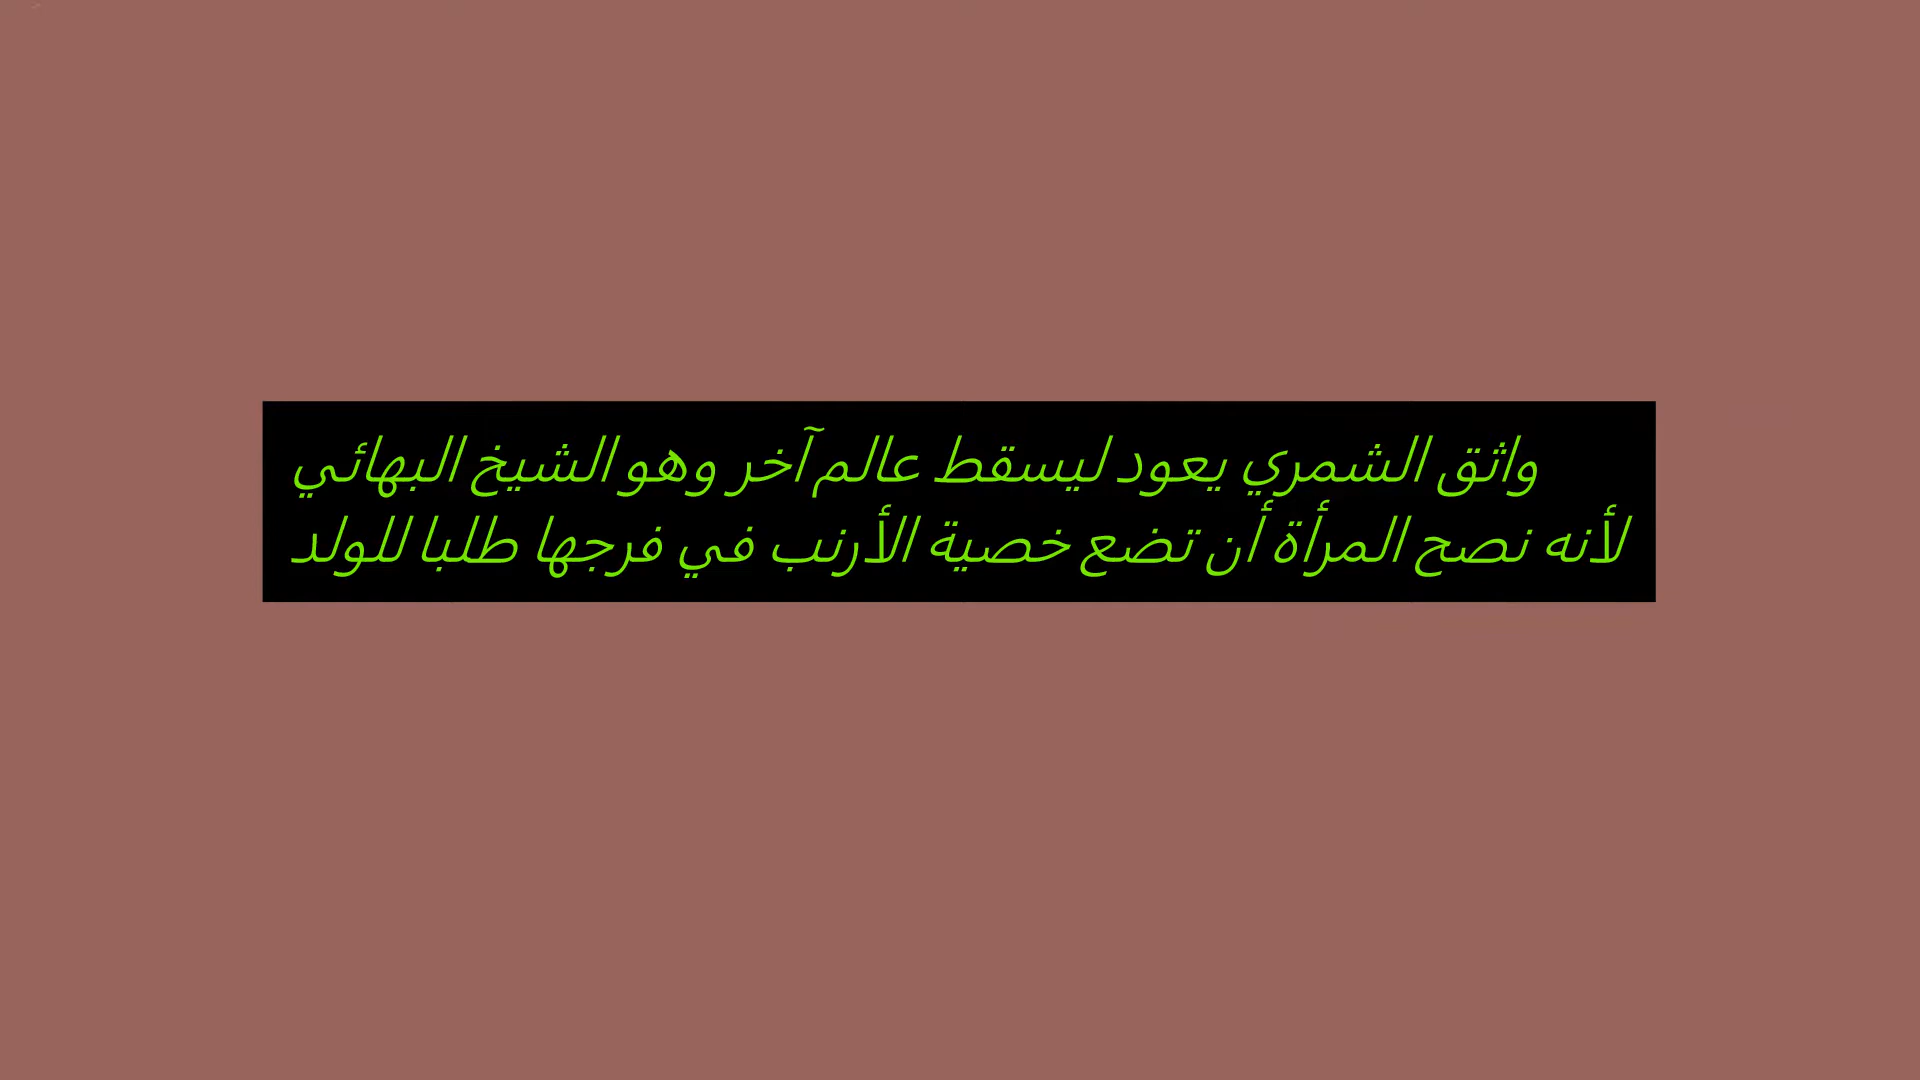 واثق الشمري يعود ليسقط عالم آخر وهو الشيخ البهائي
لأنه نصح المرأة أن تضع خصية الأرنب في فرجها طلبا للولد